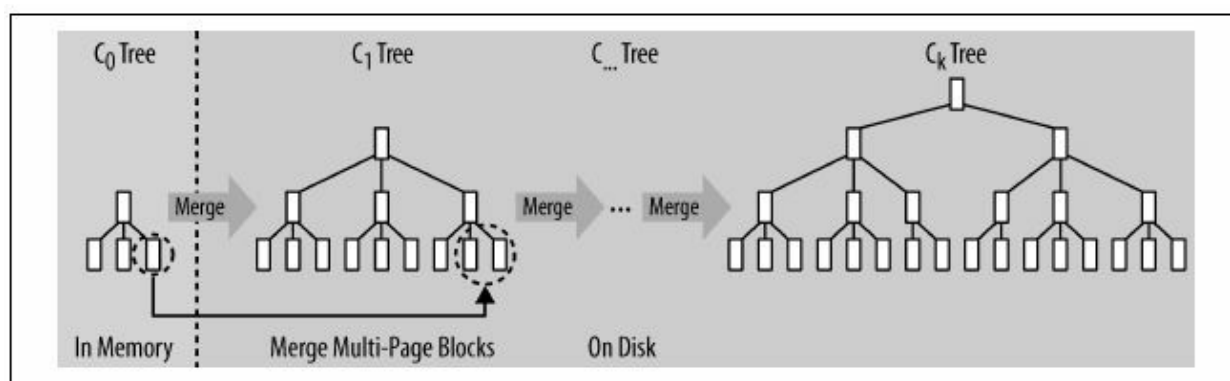 C0 Tree
C1 Tree
C... Tree
Ck Tree
Merge
Merge
...
Merge
In Memory
Merge Multi-Page Blocks
On Disk